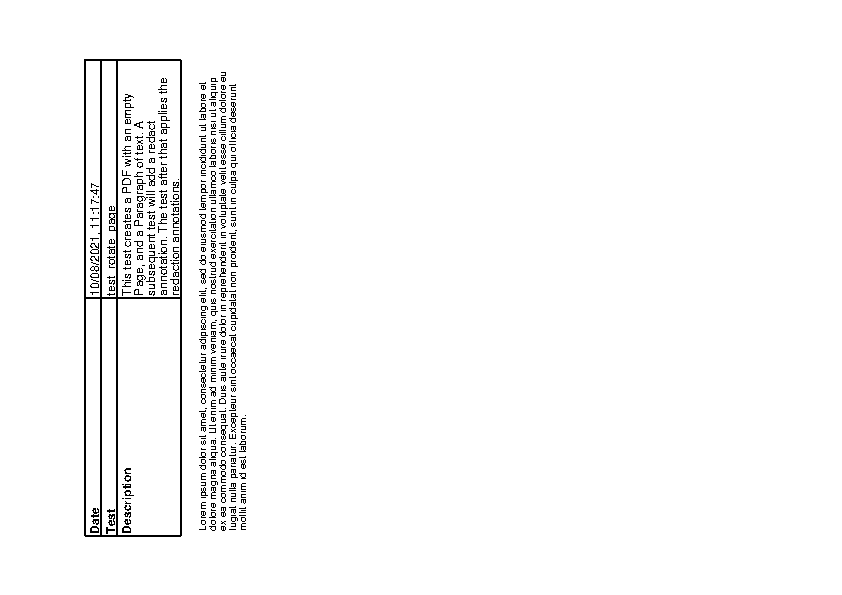 Date 10/08/2021, 11:17:47
Test test_rotate_page
Description This test creates a PDF with an empty
Page, and a Paragraph of text. A
subsequent test will add a redact
annotation. The test after that applies the
redaction annotations.
Lorem ipsum dolor sit amet, consectetur adipiscing elit, sed do eiusmod tempor incididunt ut labore et
dolore magna aliqua. Ut enim ad minim veniam, quis nostrud exercitation ullamco laboris nisi ut aliquip
ex ea commodo consequat. Duis aute irure dolor in reprehenderit in voluptate velit esse cillum dolore eu
fugiat nulla pariatur. Excepteur sint occaecat cupidatat non proident, sunt in culpa qui officia deserunt
mollit anim id est laborum.